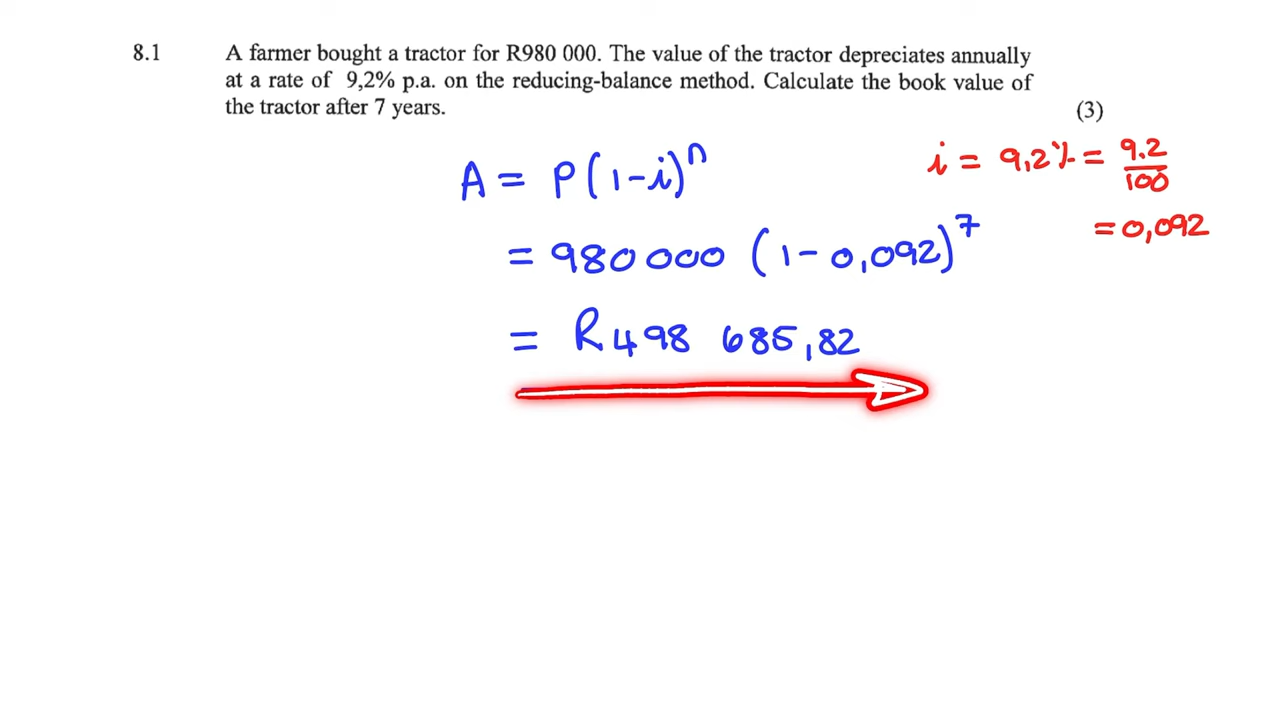 8.1 A farmer bought a tractor for R980 000. The value of the tractor depreciates annually
at a rate of 9,2% p.a. on the reducing-balance method. Calculate the book value of
the tractor after 7 years. (3)
A = P(1-i)^n
i = 9,2% = 9.2/100
= 0,092
= 980 000 (1-0,092)^7
= R498 685,82